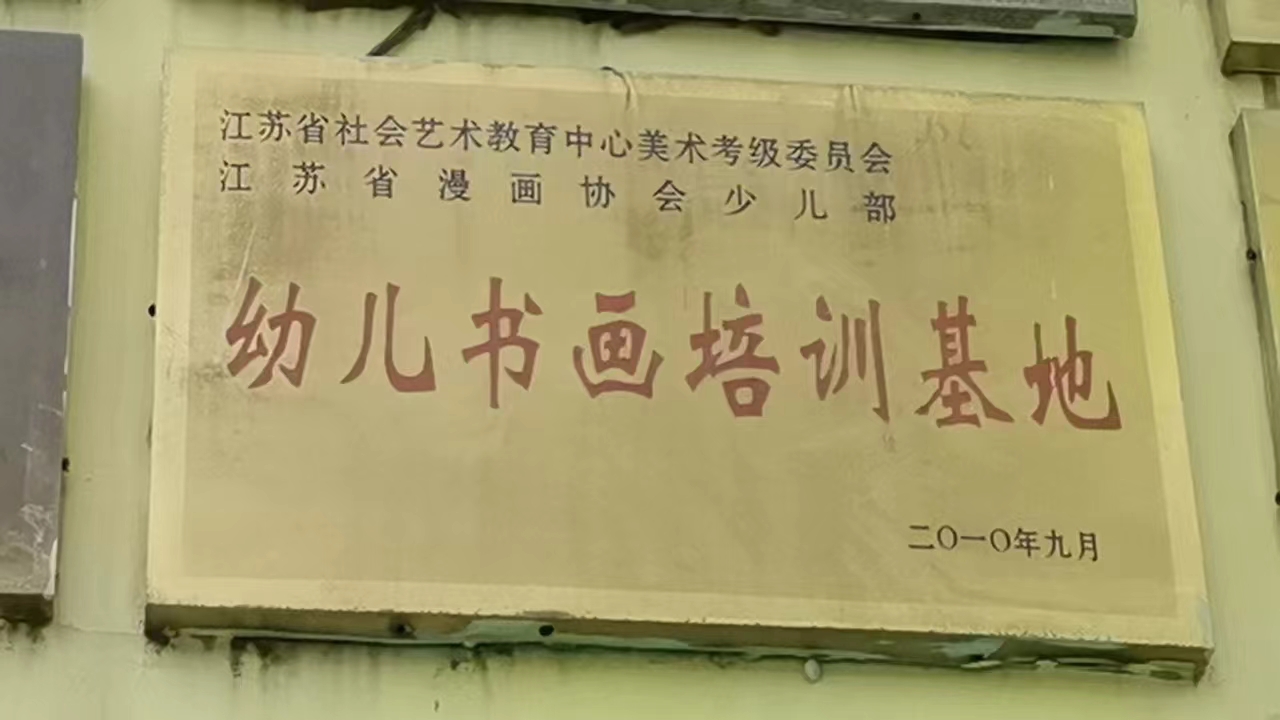 江苏省社会艺术教育中心美术考级委员会
江苏省漫画协会少儿部
幼儿书画培训基地
二〇一〇年九月